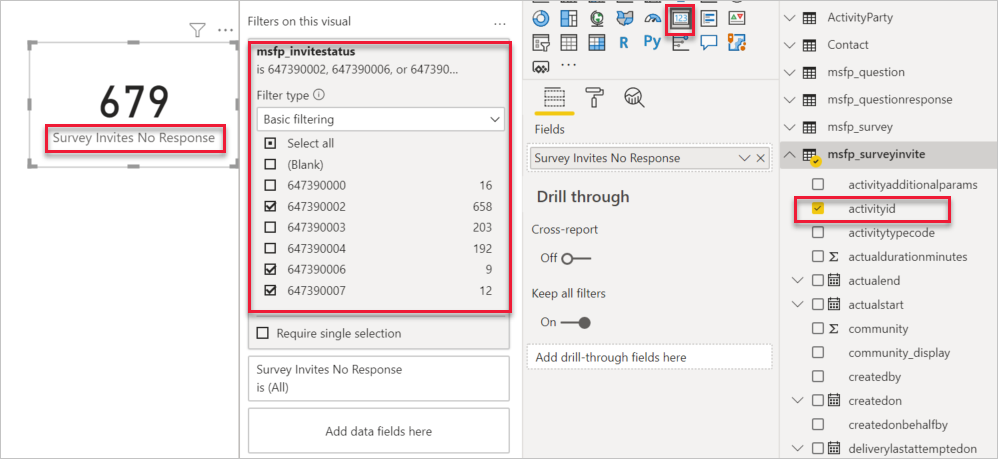 679
Survey Invites No Response
Filters on this visual
...
msfp_invitestatus
is 647390002, 647390006, or 647390...
Filter type
Basic filtering
Select all
(Blank)
647390000 16
647390002 658
647390003 203
647390004 192
647390006 9
647390007 12
Require single selection
Survey Invites No Response
is (All)
Add data fields here
123
R Py
...
Fields
Survey Invites No Response
Drill through
Cross-report
Off
Keep all filters
On
Add drill-through fields here
ActivityParty
Contact
msfp_question
msfp_questionresponse
msfp_survey
msfp_surveyinvite
activityadditionalparams
activityid
activitytypecode
Σ actualdurationminutes
actualend
actualstart
Σ community
community_display
createdby
createdon
createdonbehalfby
deliverylastattemptedon